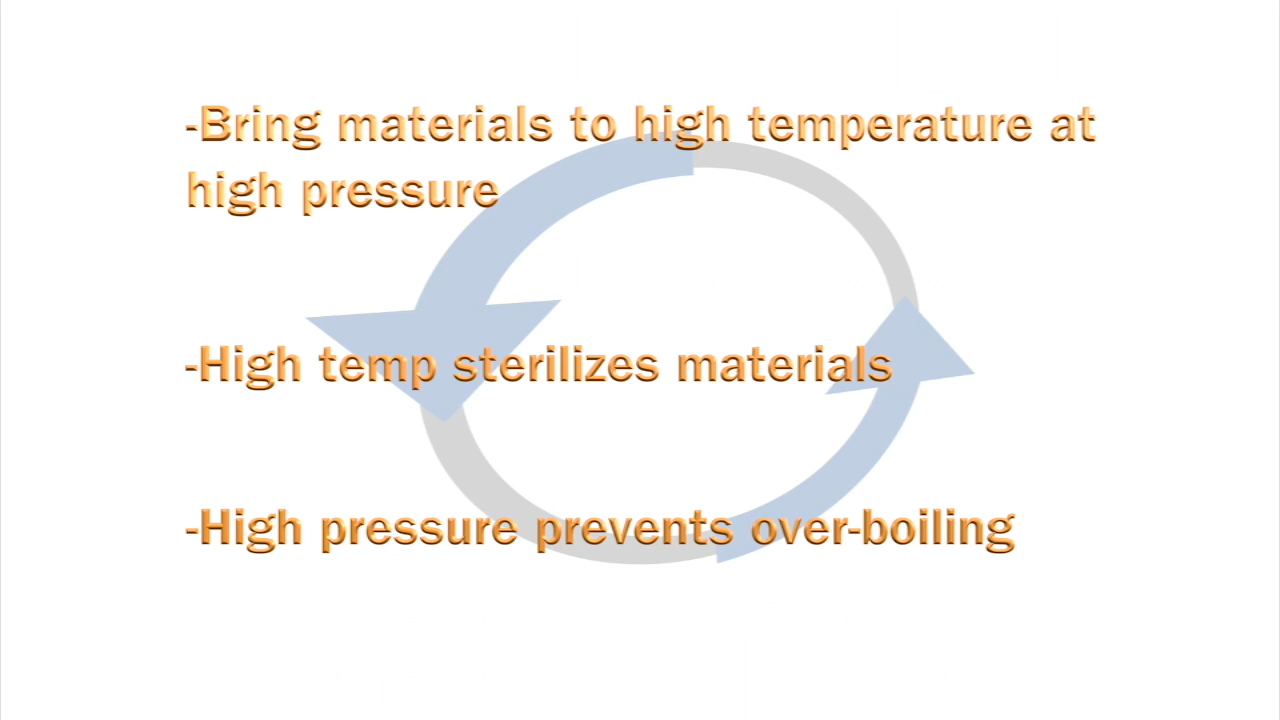 -Bring materials to high temperature at
high pressure
-High temp sterilizes materials
-High pressure prevents over-boiling